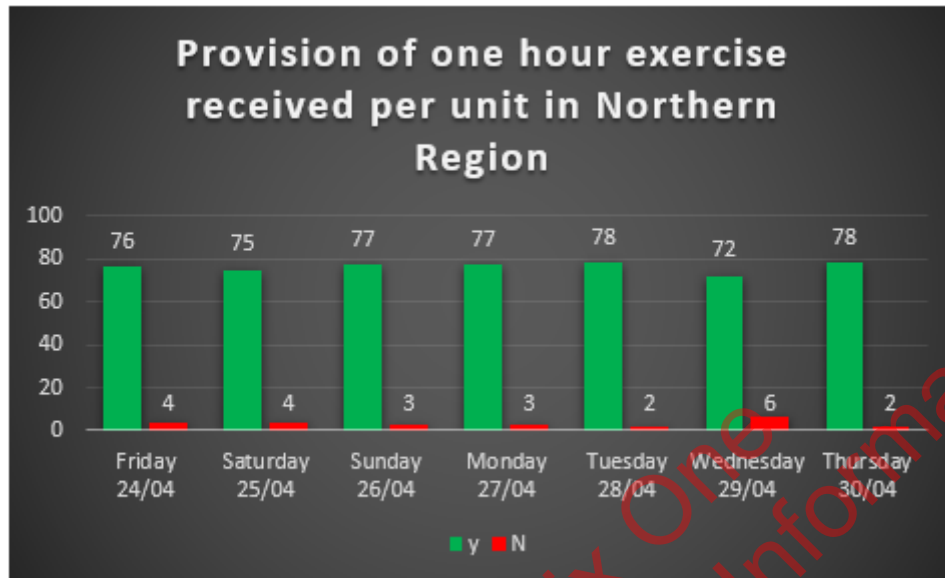 Provision of one hour exercise
received per unit in Northern
Region
100
80
60
40
20
0
76 75 77 77 78 72 78
4 4 3 3 2 6 2
Friday Saturday Sunday Monday Tuesday Wednesday Thursday
24/04 25/04 26/04 27/04 28/04 29/04 30/04
y N
One